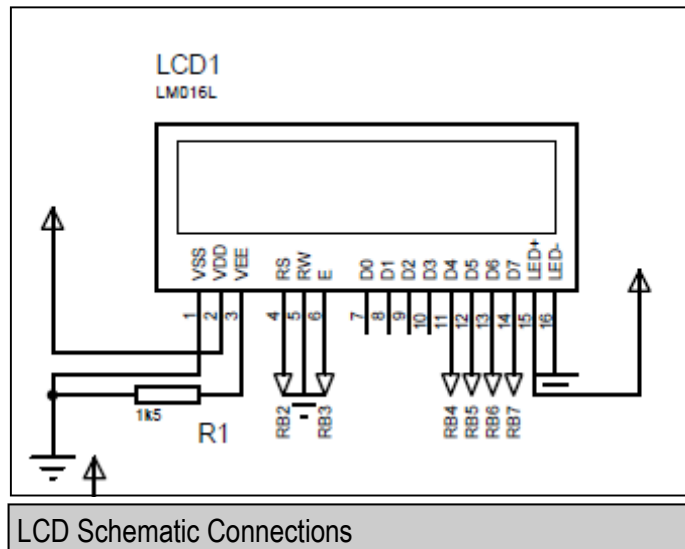 LCD1
LM016L
VSS VDD VEE RS RW E D0 D1 D2 D3 D4 D5 D6 D7 LED+ LED-
1 2 3 4 5 6 7 8 9 10 11 12 13 14 15 16
1k5
R1
RB2 RB3 RB4 RB5 RB6 RB7
LCD Schematic Connections